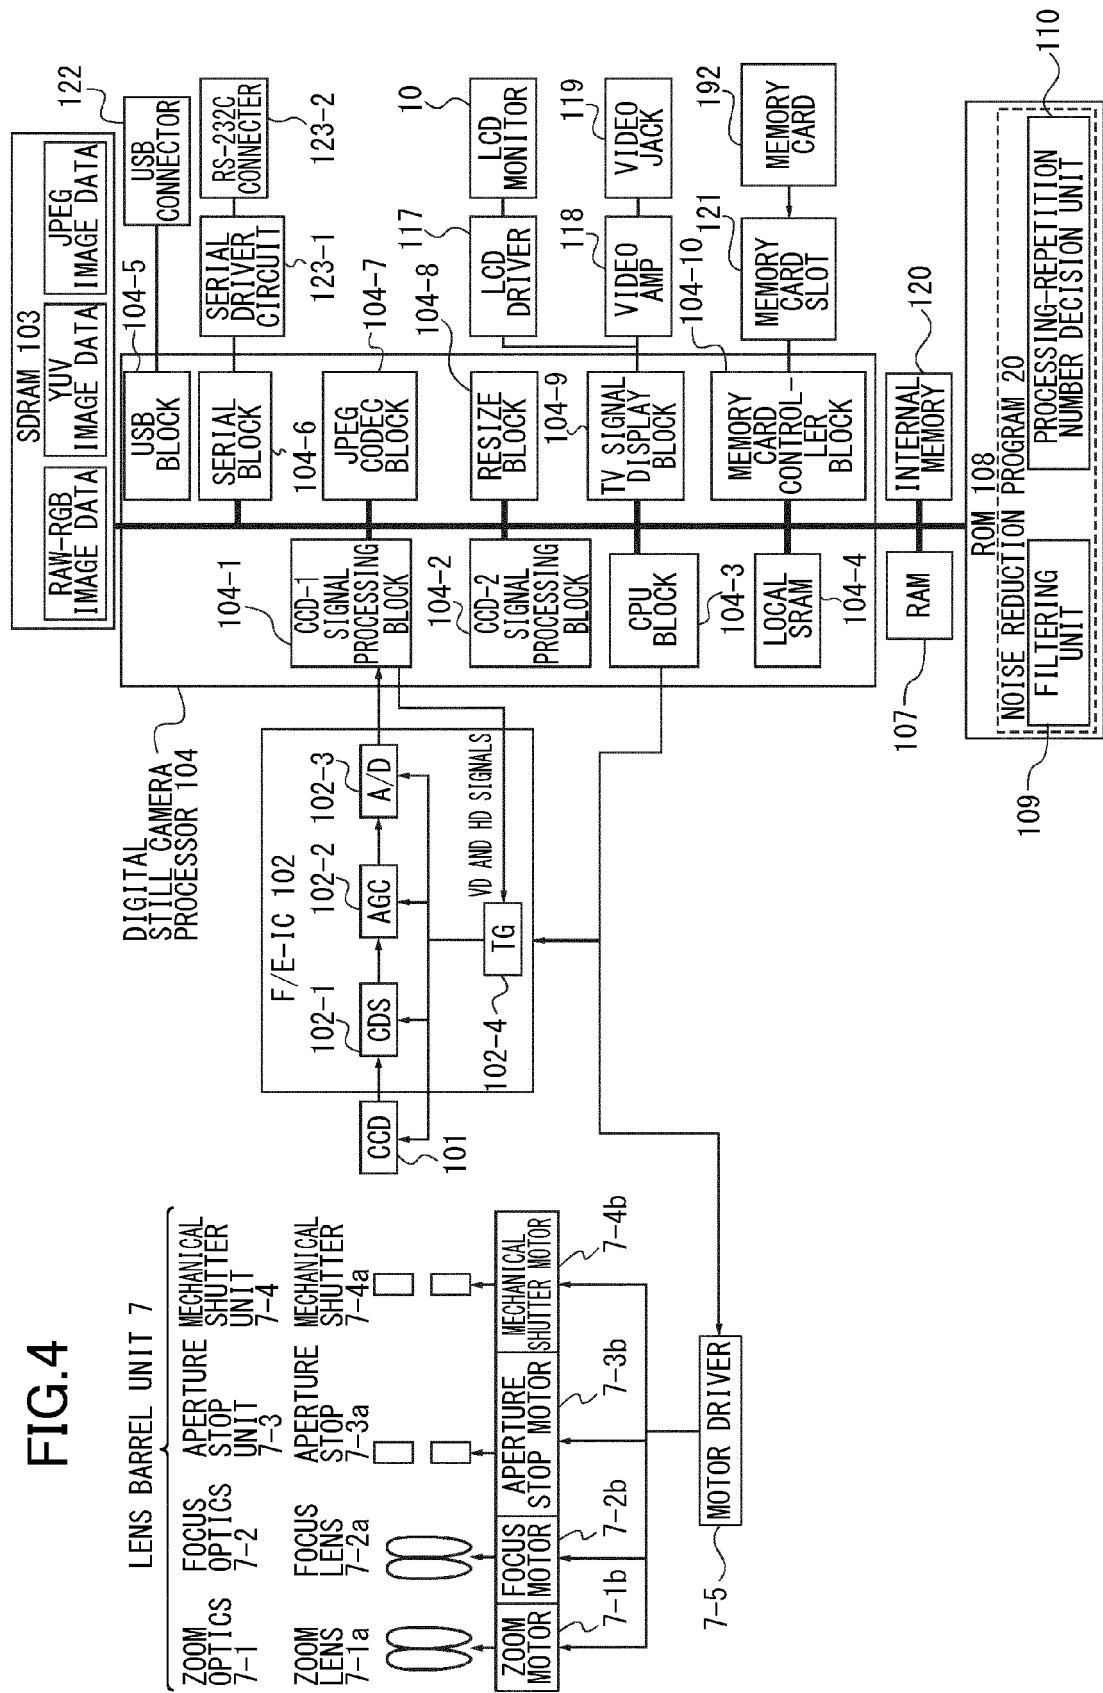 FIG.4
LENS BARREL UNIT 7
ZOOM
OPTICS
7-1
FOCUS
OPTICS
7-2
APERTURE
STOP
UNIT
7-3
MECHANICAL
SHUTTER
UNIT
7-4
ZOOM
LENS
7-1a
FOCUS
LENS
7-2a
APERTURE
STOP
7-3a
MECHANICAL
SHUTTER
7-4a
ZOOM
MOTOR
FOCUS
MOTOR
APERTURE
STOP MOTOR
MECHANICAL
SHUTTER MOTOR
7-1b
7-2b
7-3b
7-4b
MOTOR DRIVER
7-5
CCD
101
F/E-IC 102
102-1
102-2
102-3
CDS
AGC
A/D
TG
102-4
VD AND HD SIGNALS
DIGITAL
STILL CAMERA
PROCESSOR 104
SDRAM 103
RAW-RGB
IMAGE DATA
YUV
IMAGE DATA
JPEG
IMAGE DATA
104-1
CCD-1
SIGNAL
PROCESSING
BLOCK
104-2
CCD-2
SIGNAL
PROCESSING
BLOCK
CPU
BLOCK
104-3
LOCAL
SRAM
104-4
USB
BLOCK
104-5
SERIAL
BLOCK
104-6
JPEG
CODEC
BLOCK
104-7
RESIZE
BLOCK
104-8
TV SIGNAL
DISPLAY
BLOCK
104-9
MEMORY
CARD
CONTROL-
LER
BLOCK
104-10
USB
CONNECTOR
122
SERIAL
DRIVER
CIRCUIT
123-1
RS-232C
CONNECTER
123-2
LCD
DRIVER
117
LCD
MONITOR
10
VIDEO
AMP
118
VIDEO
JACK
119
MEMORY
CARD
SLOT
121
MEMORY
CARD
192
RAM
107
INTERNAL
MEMORY
120
ROM 108
NOISE REDUCTION PROGRAM 20
FILTERING
UNIT
109
PROCESSING-REPETITION
NUMBER DECISION UNIT
110